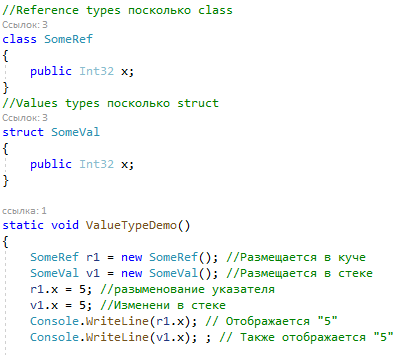 //Reference types посколько class
Ссылок: 3
class SomeRef
{
public Int32 x;
}
//Values types посколько struct
Ссылок: 3
struct SomeVal
{
public Int32 x;
}
ссылка: 1
static void ValueTypeDemo()
{
SomeRef r1 = new SomeRef(); //Размещается в куче
SomeVal v1 = new SomeVal(); //Размещается в стеке
r1.x = 5; //разыменование указателя
v1.x = 5; //Изменени в стеке
Console.WriteLine(r1.x); // Отображается "5"
Console.WriteLine(v1.x); ; // Также отображается "5"